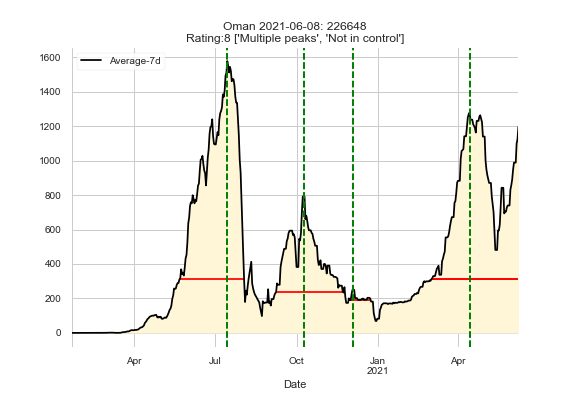 Oman 2021-06-08: 226648
Rating:8 ['Multiple peaks', 'Not in control']
Average-7d
1600
1400
1200
1000
800
600
400
200
0
Apr Jul Oct Jan Apr
2021
Date